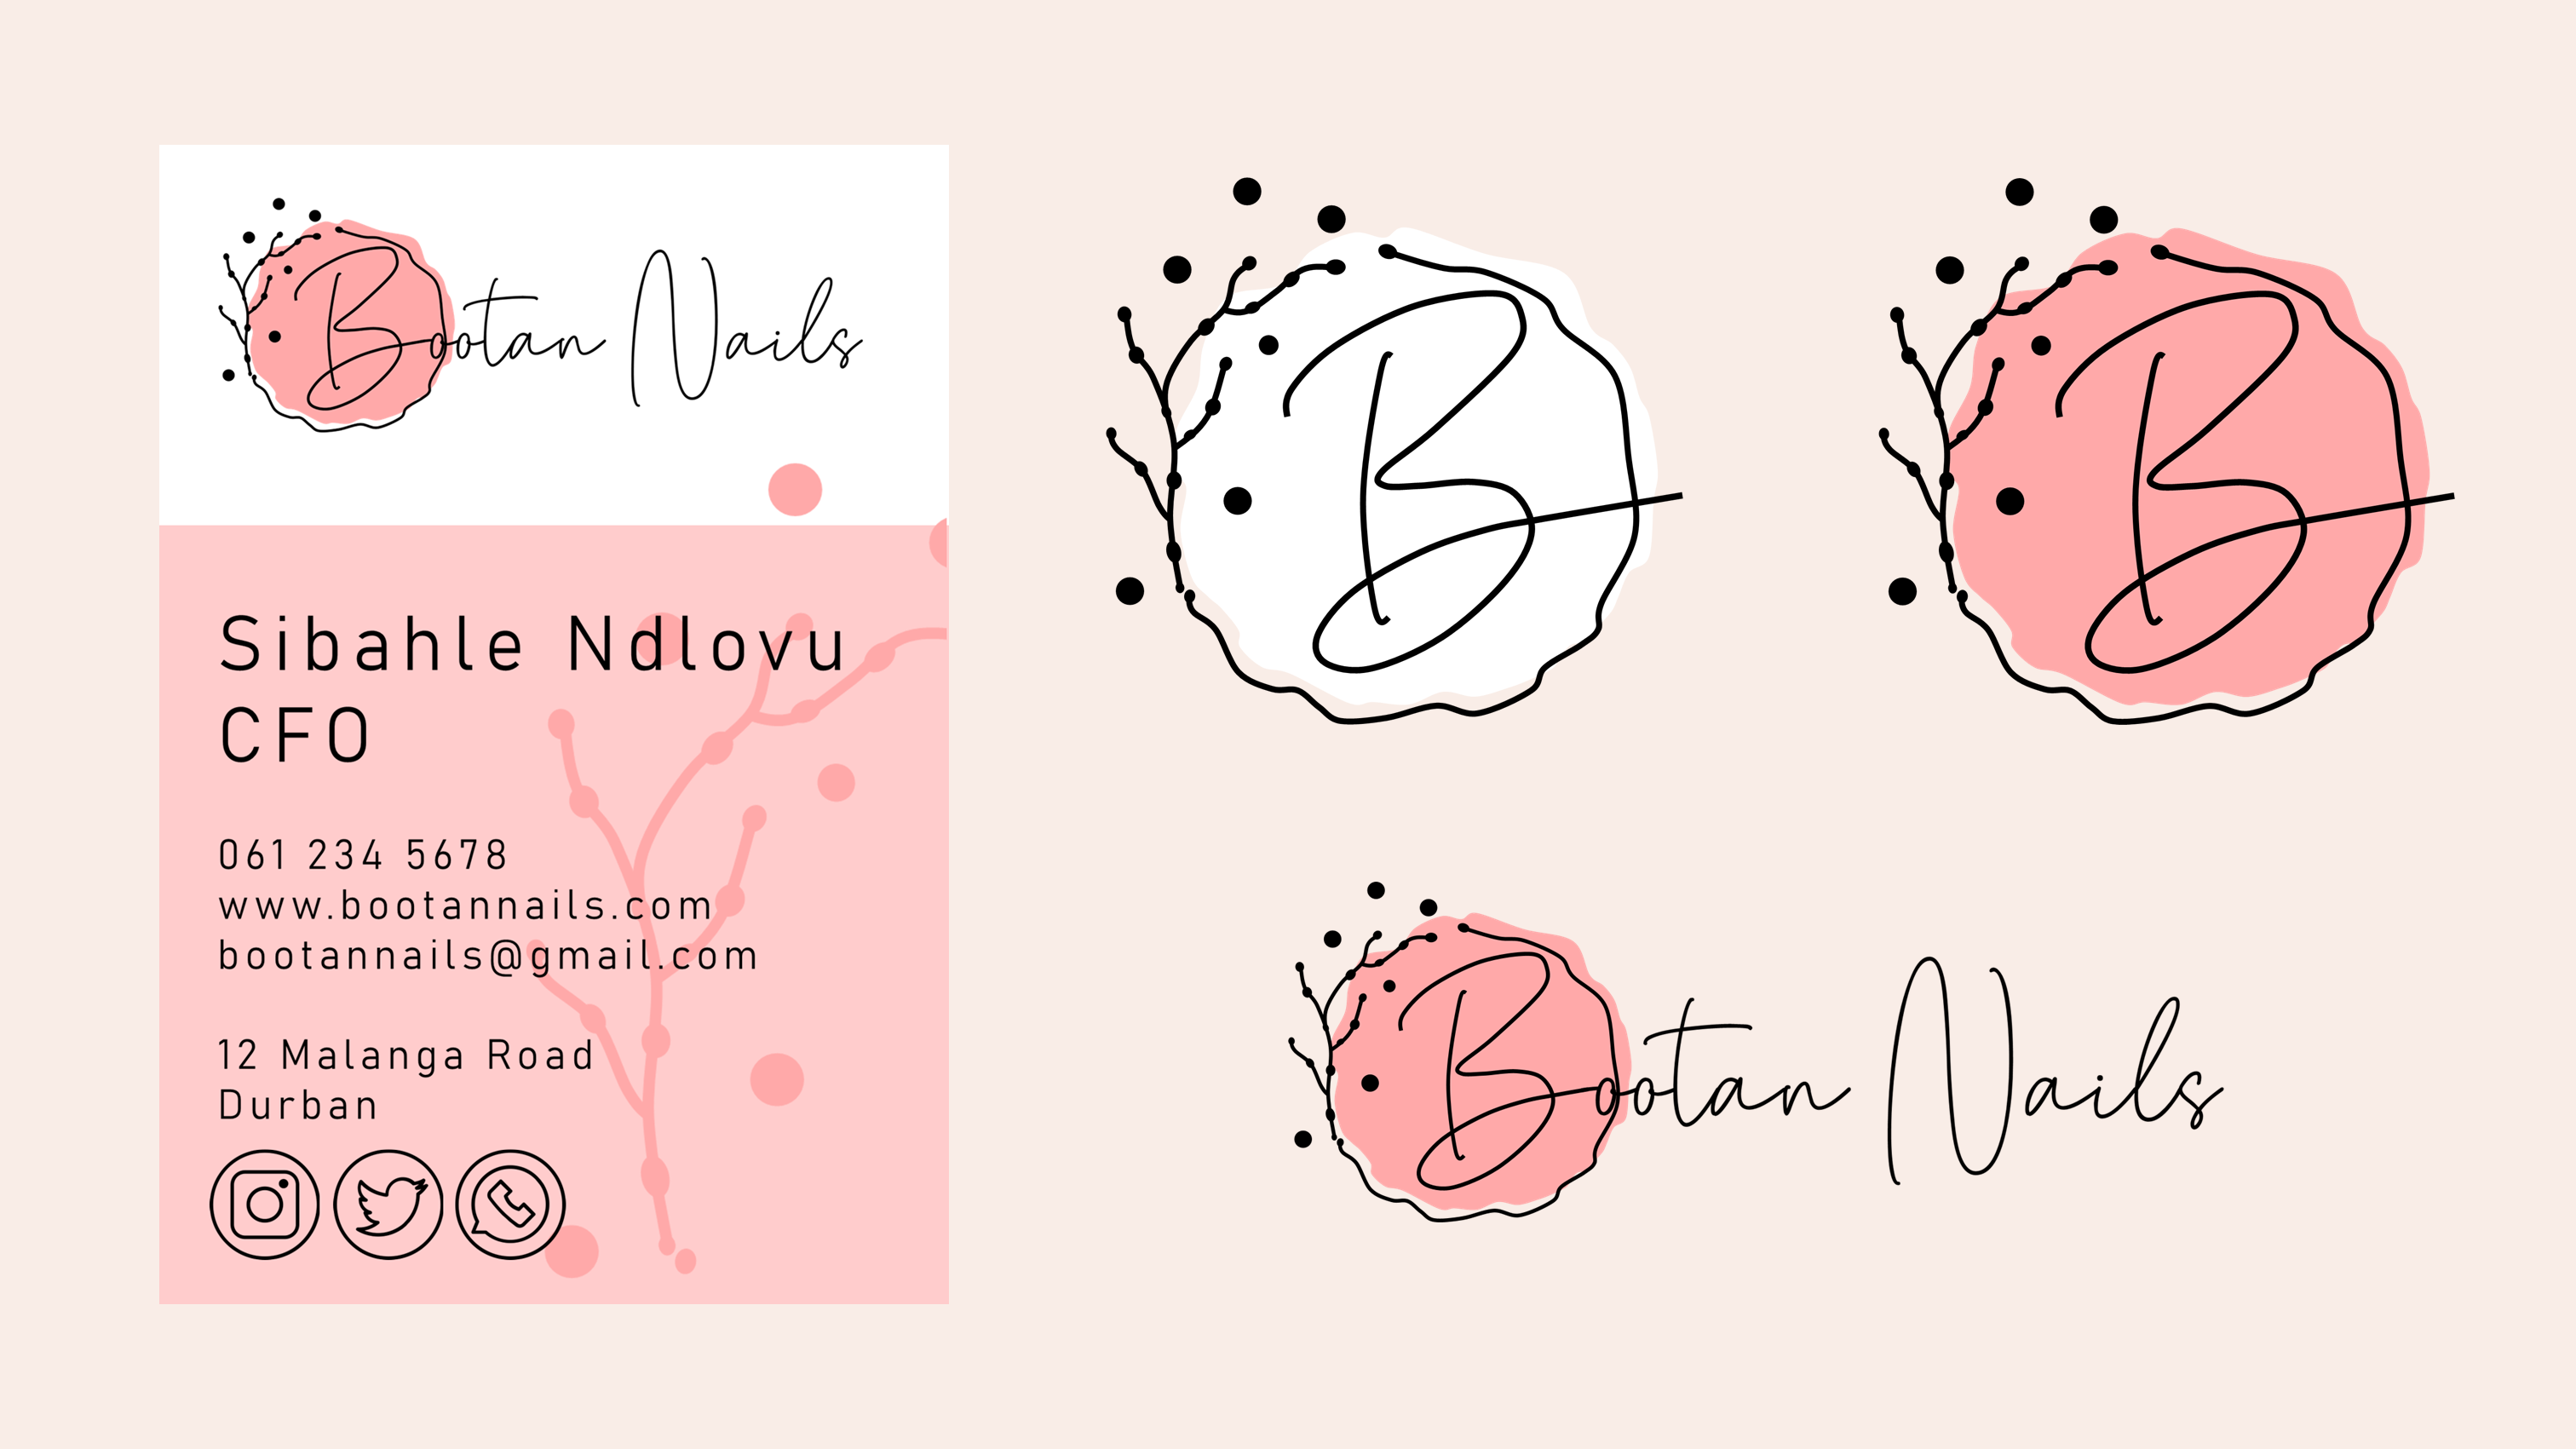 Bootan Nails
Sibahle Ndlovu
CFO
061 234 5678
www.bootannails.com
bootannails@gmail.com
12 Malanga Road
Durban
B
B
Bootan Nails